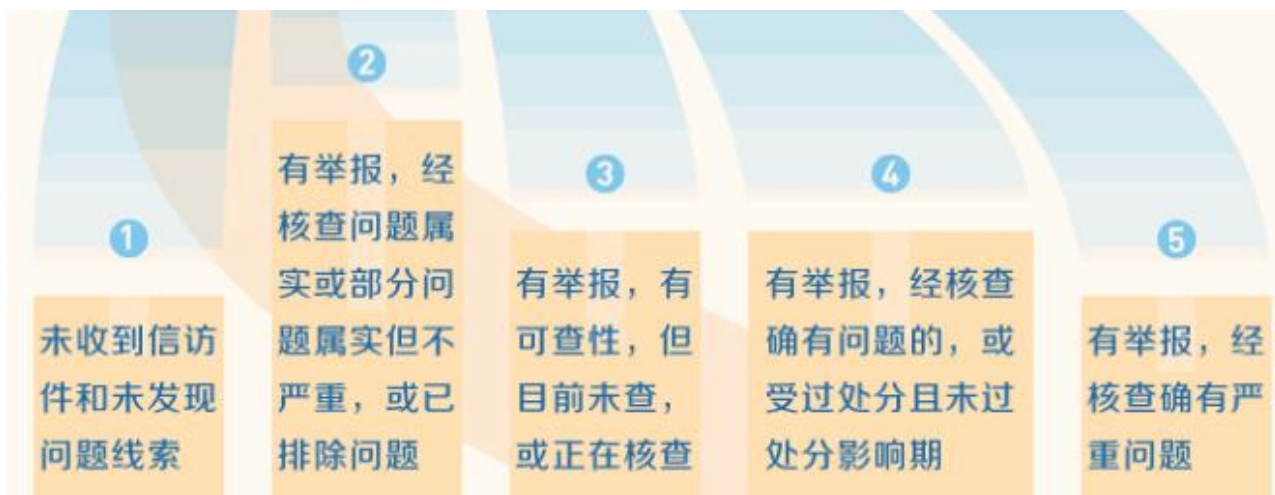 1
未收到信访
件和未发现
问题线索
2
有举报，经
核查问题属
实或部分问
题属实但不
严重，或已
排除问题
3
有举报，有
可查性，但
目前未查，
或正在核查
4
有举报，经核查
确有问题的，或
受过处分且未过
处分影响期
5
有举报，经
核查确有严
重问题